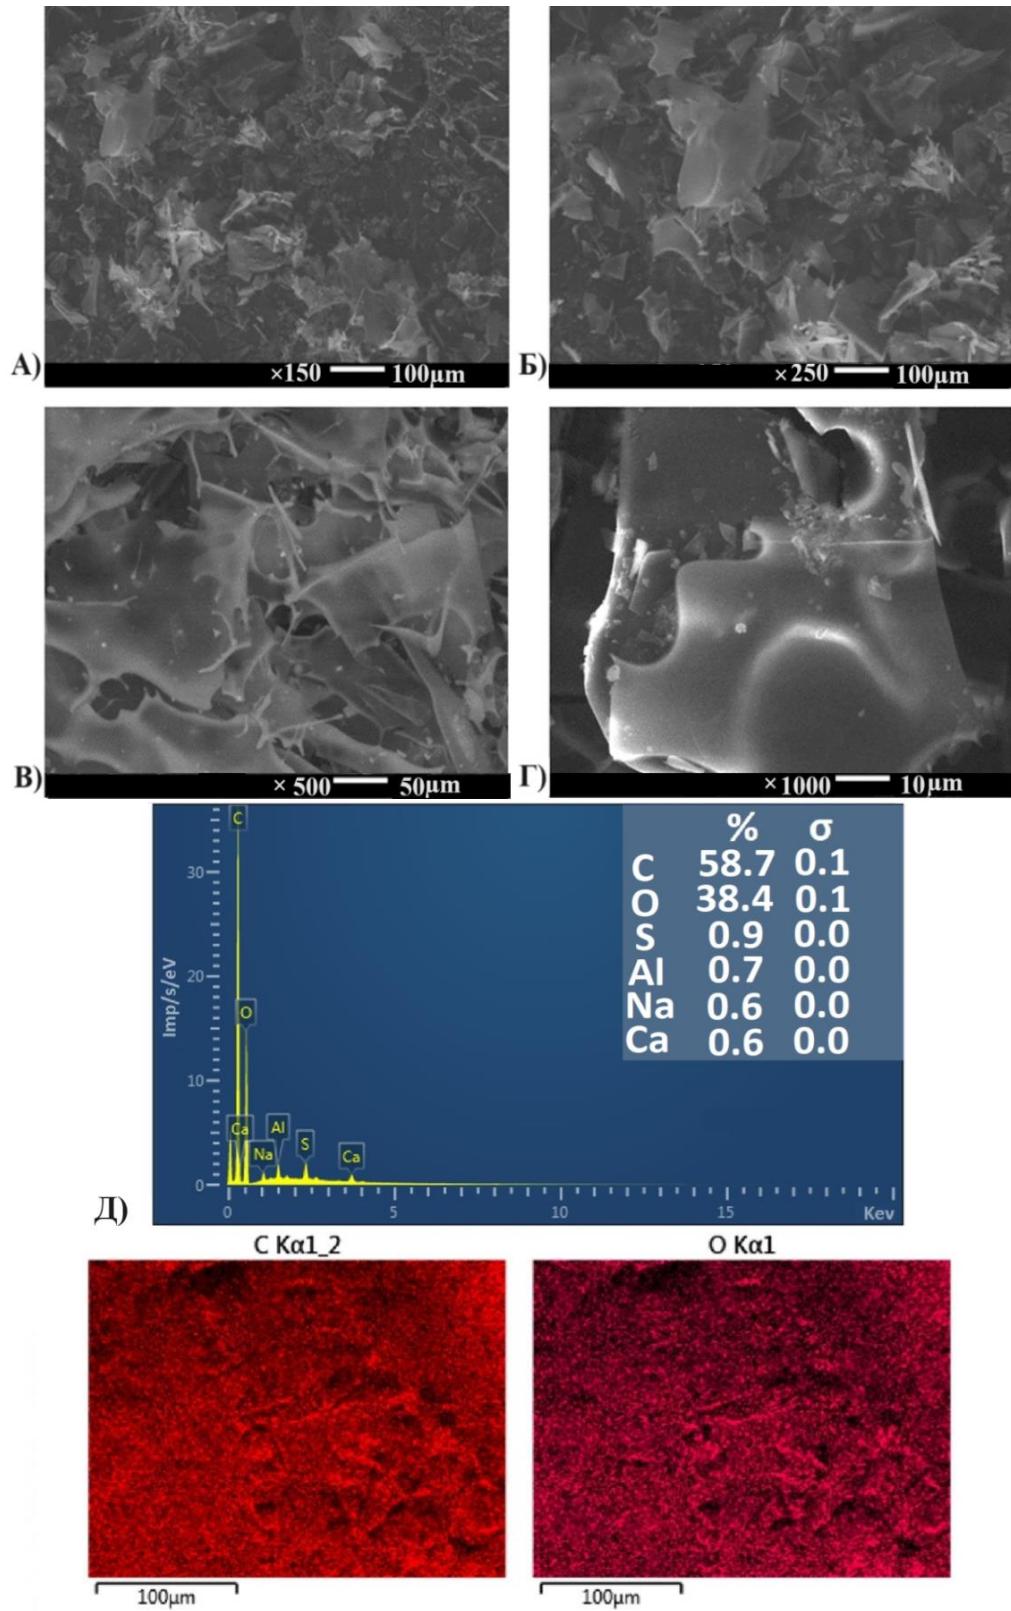 А) ×150 100µm
Б) ×250 100µm
В) × 500 50µm
Г) ×1000 10µm
Д)
% σ
C 58.7 0.1
O 38.4 0.1
S 0.9 0.0
Al 0.7 0.0
Na 0.6 0.0
Ca 0.6 0.0
Imp/s/eV
30
20
10
0
C
O
Ca
Na
Al
S
Ca
0 5 10 15 Kev
C Kα1_2
O Kα1
100µm
100µm